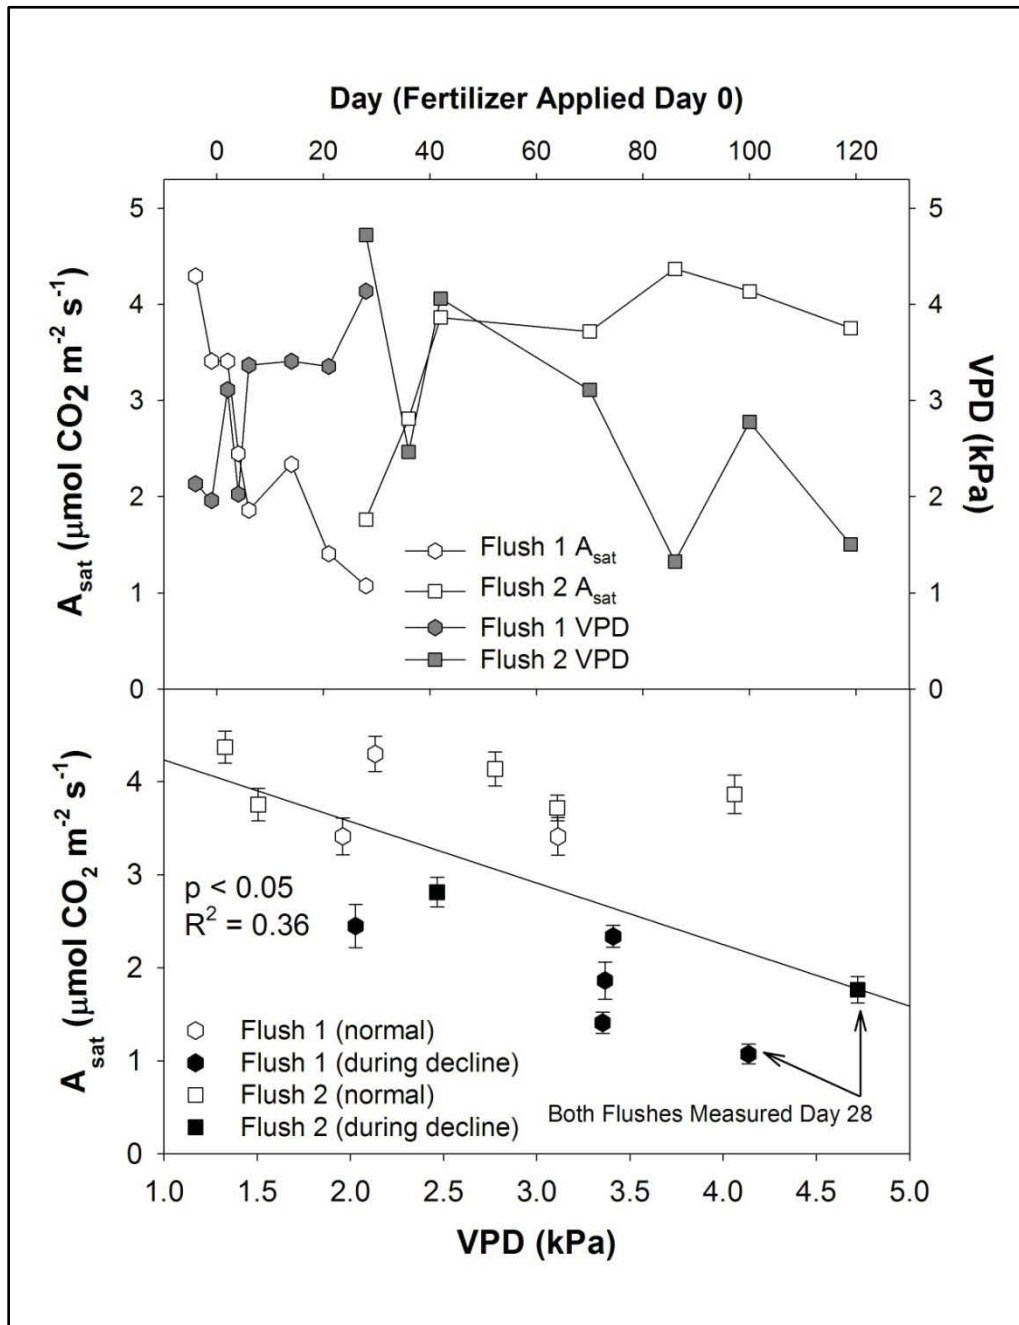 Day (Fertilizer Applied Day 0)
0 20 40 60 80 100 120
5 5
4 4
3 3
2 2
1 1
0 0
A_sat (μmol CO2 m⁻² s⁻¹)
VPD (kPa)
Flush 1 A_sat
Flush 2 A_sat
Flush 1 VPD
Flush 2 VPD
4
3
2
1
0
A_sat (μmol CO₂ m⁻² s⁻¹)
p < 0.05
R² = 0.36
Flush 1 (normal)
Flush 1 (during decline)
Flush 2 (normal)
Flush 2 (during decline)
Both Flushes Measured Day 28
1.0 1.5 2.0 2.5 3.0 3.5 4.0 4.5 5.0
VPD (kPa)